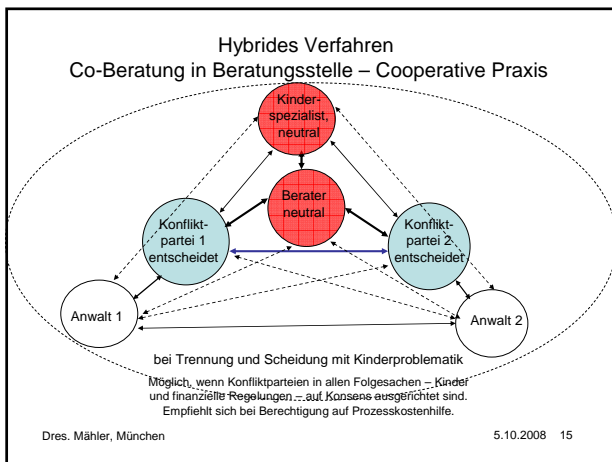 Hybrides Verfahren
Co-Beratung in Beratungsstelle – Cooperative Praxis
Kinder-
spezialist,
neutral
Berater
neutral
Konflikt-
partei 1
entscheidet
Konflikt-
partei 2
entscheidet
Anwalt 1
Anwalt 2
bei Trennung und Scheidung mit Kinderproblematik
Möglich, wenn Konfliktparteien in allen Folgesachen – Kinder
und finanzielle Regelungen – auf Konsens ausgerichtet sind.
Empfiehlt sich bei Berechtigung auf Prozesskostenhilfe.
Dres. Mähler, München
5.10.2008 15